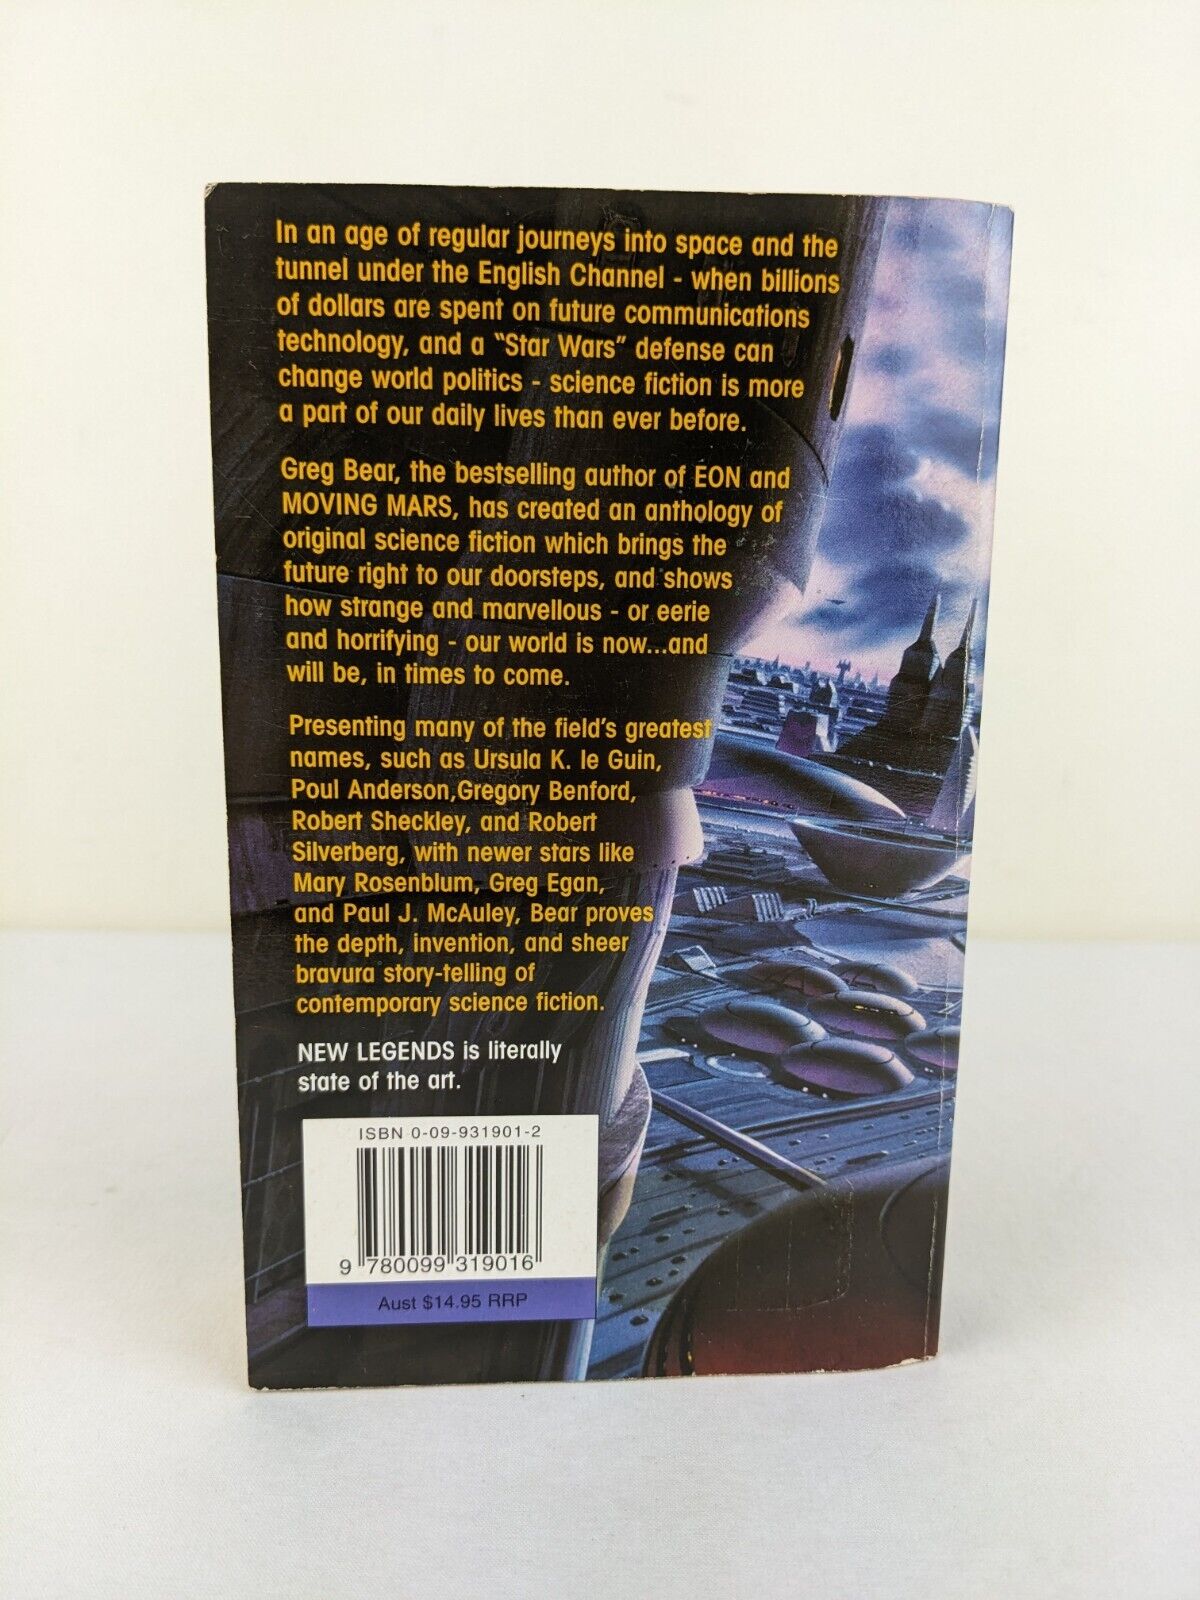 In an age of regular journeys into space and the
tunnel under the English Channel - when billions
of dollars are spent on future communications
technology, and a "Star Wars" defense can
change world politics - science fiction is more
a part of our daily lives than ever before.
Greg Bear, the bestselling author of EON and
MOVING MARS, has created an anthology of
original science fiction which brings the
future right to our doorsteps, and shows
how strange and marvellous - or eerie
and horrifying - our world is now...and
will be, in times to come.
Presenting many of the field's greatest
names, such as Ursula K. le Guin,
Poul Anderson,Gregory Benford,
Robert Sheckley, and Robert
Silverberg, with newer stars like
Mary Rosenblum, Greg Egan,
and Paul J. McAuley, Bear proves
the depth, invention, and sheer
bravura story-telling of
contemporary science fiction.
NEW LEGENDS is literally
state of the art.
ISBN 0-09-931901-2
9 780099 319016
Aust $14.95 RRP